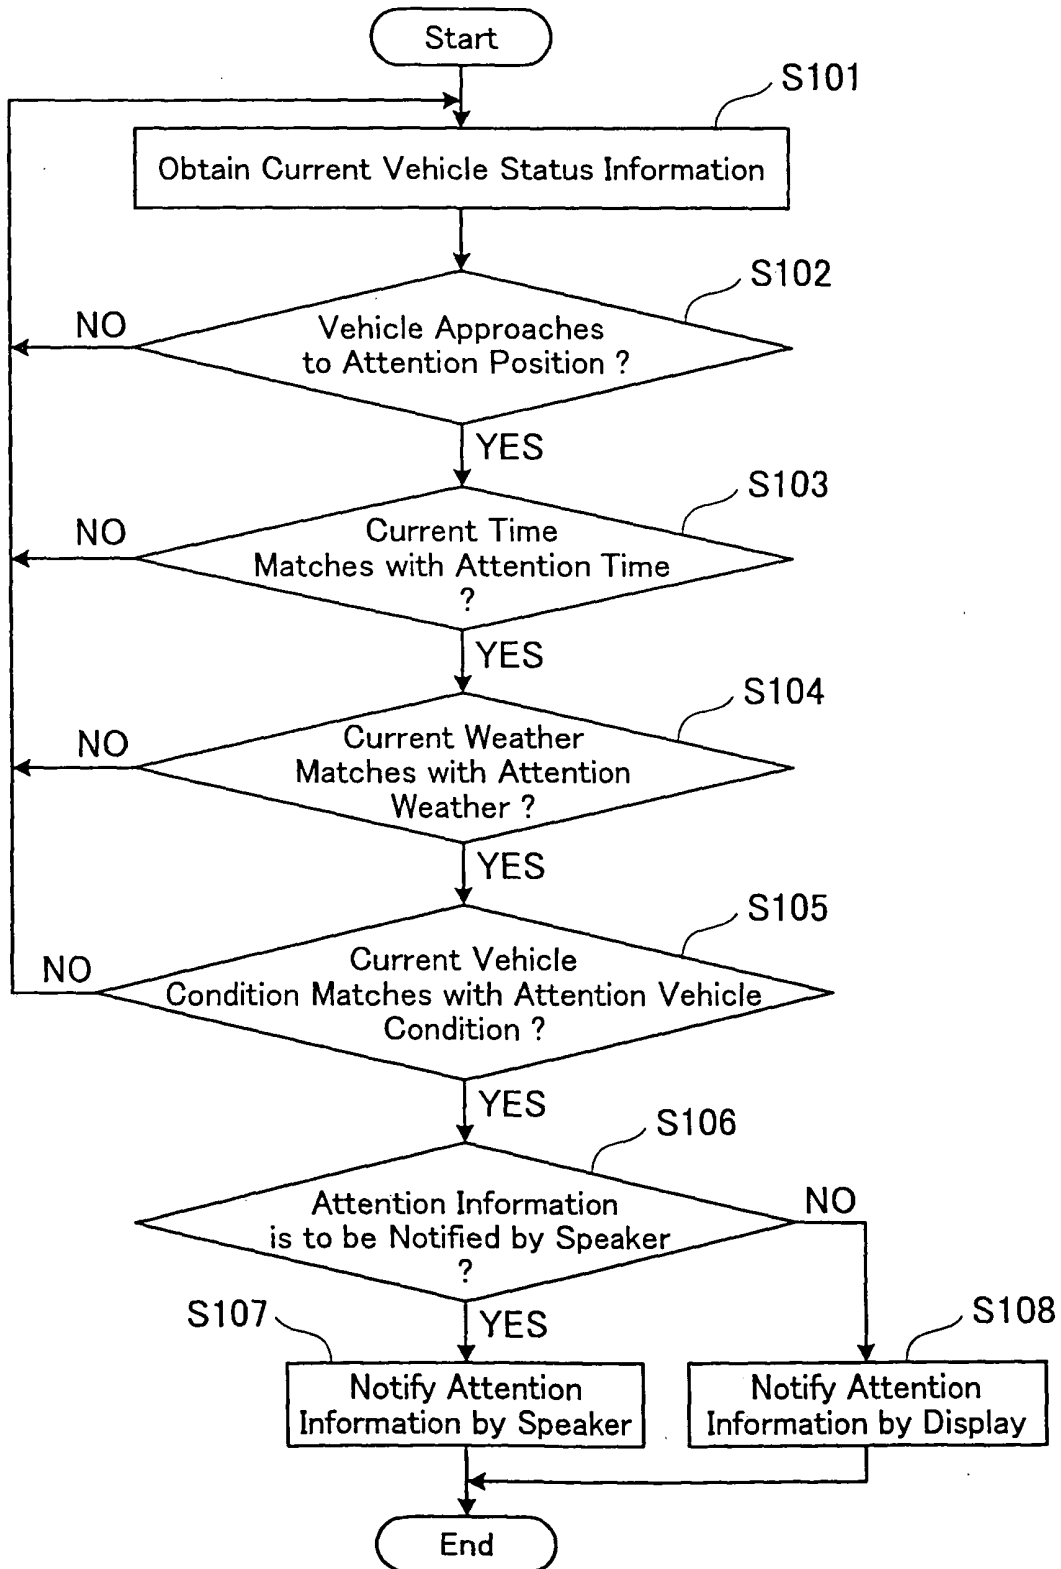 Start
S101
Obtain Current Vehicle Status Information
S102
NO
Vehicle Approaches
to Attention Position ?
YES
S103
NO
Current Time
Matches with Attention Time
?
YES
S104
NO
Current Weather
Matches with Attention
Weather ?
YES
S105
NO
Current Vehicle
Condition Matches with Attention Vehicle
Condition ?
YES
S106
NO
Attention Information
is to be Notified by Speaker
?
S107
YES
S108
Notify Attention
Information by Speaker
Notify Attention
Information by Display
End